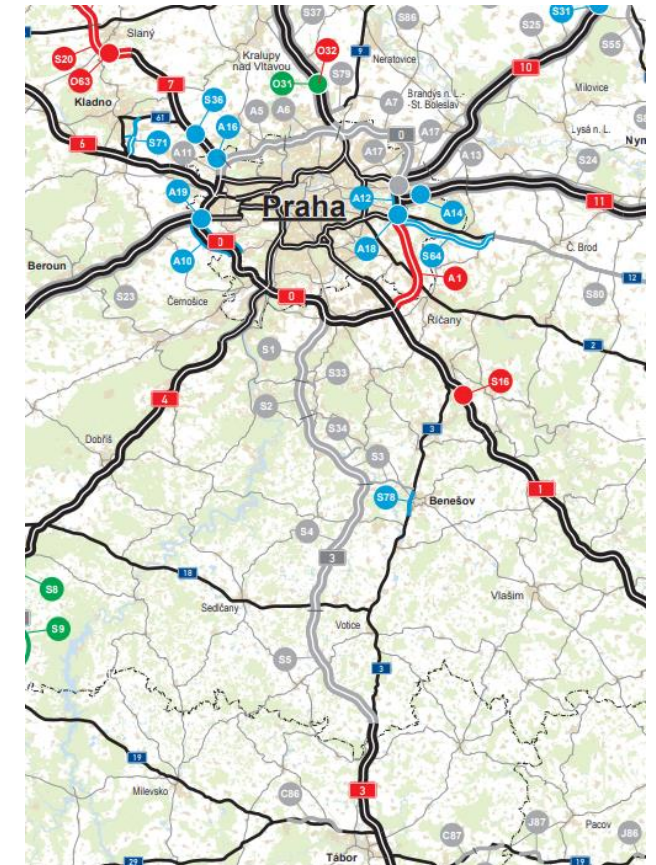 S37
S86
S31
S25
S20
Slaný
O32
9
S55
O63
Kralupy
nad Vltavou
O31
S79
Neratovice
10
Kladno
7
Milovice
S36
A5
A6
A7
Brandýs n. L.-
-St. Boleslav
61
A16
0
A17
Lysá n. L.
6
S71
A11
A17
A13
S24
A19
Praha
A12
A14
11
0
A18
Beroun
A10
S64
Č. Brod
12
S23
Černošice
0
A1
S80
Říčany
S1
2
S33
4
S16
S2
S34
3
Dobříš
S3
S78
Benešov
1
S4
3
18
S8
Sedlčany
Vlašim
S9
Votice
S5
3
19
Milevsko
C86
3
J87
Pacov
C87
J86
29
Tábor
19